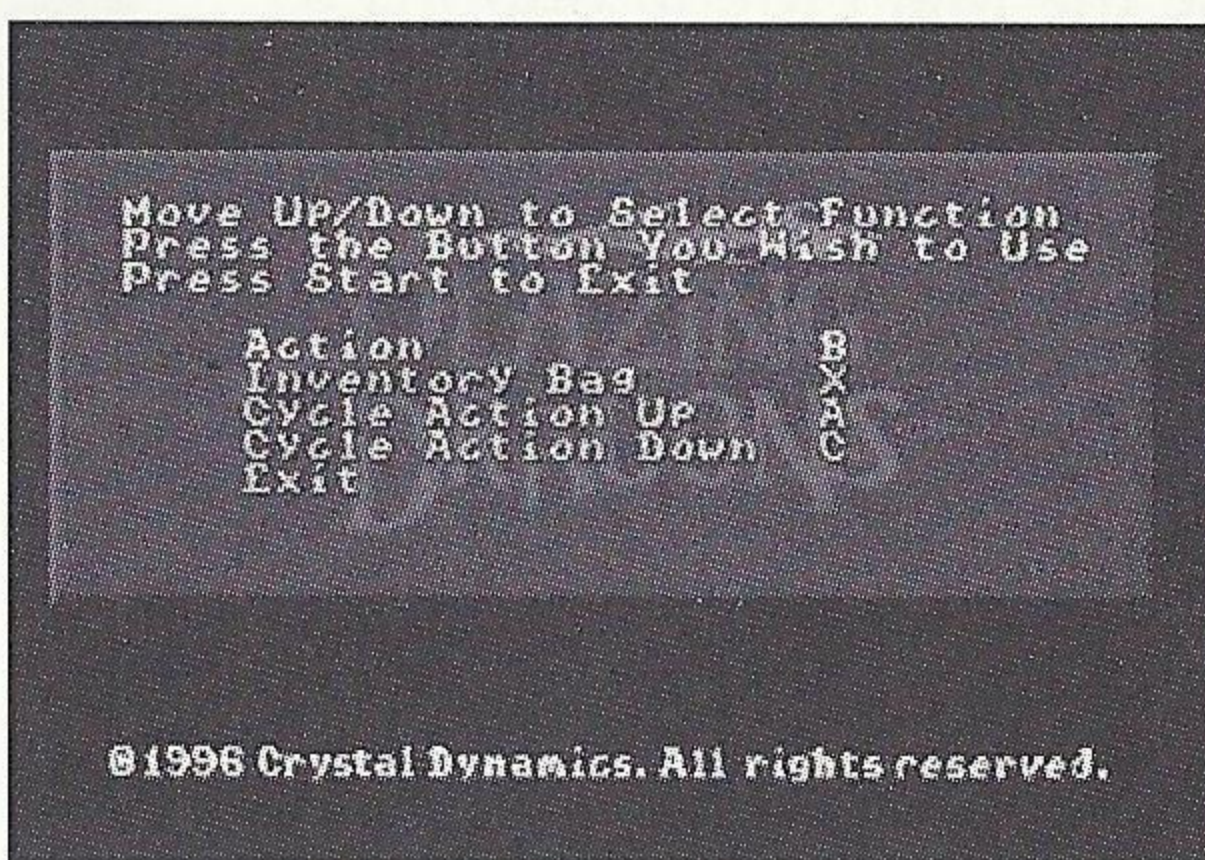 Move Up/Down to Select Function
Press the Button You Wish to Use
Press Start to Exit
Action B
Inventory Bag X
Cycle Action Up A
Cycle Action Down C
Exit
©1996 Crystal Dynamics. All rights reserved.